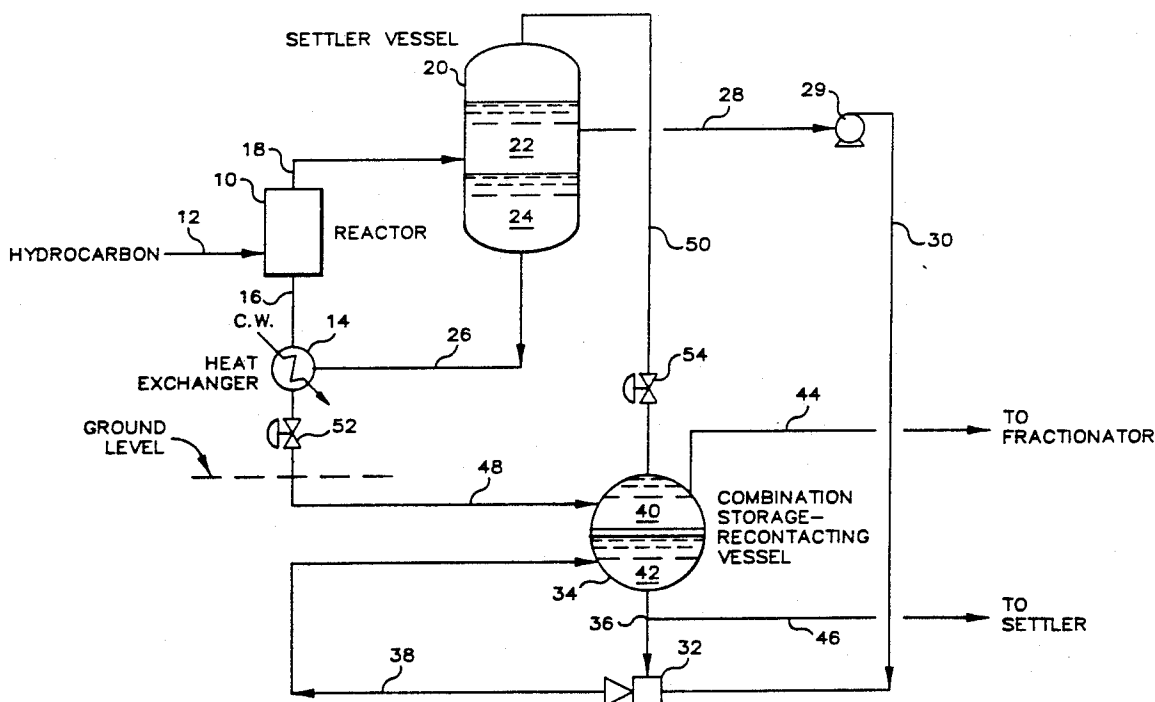 SETTLER VESSEL
20
28
29
22
18
10
24
REACTOR
12
HYDROCARBON
50
30
16
C.W.
14
26
HEAT
EXCHANGER
54
52
44
TO
FRACTIONATOR
GROUND
LEVEL
48
40
COMBINATION
STORAGE-
RECONTACTING
VESSEL
42
34
36
46
TO
SETTLER
38
32